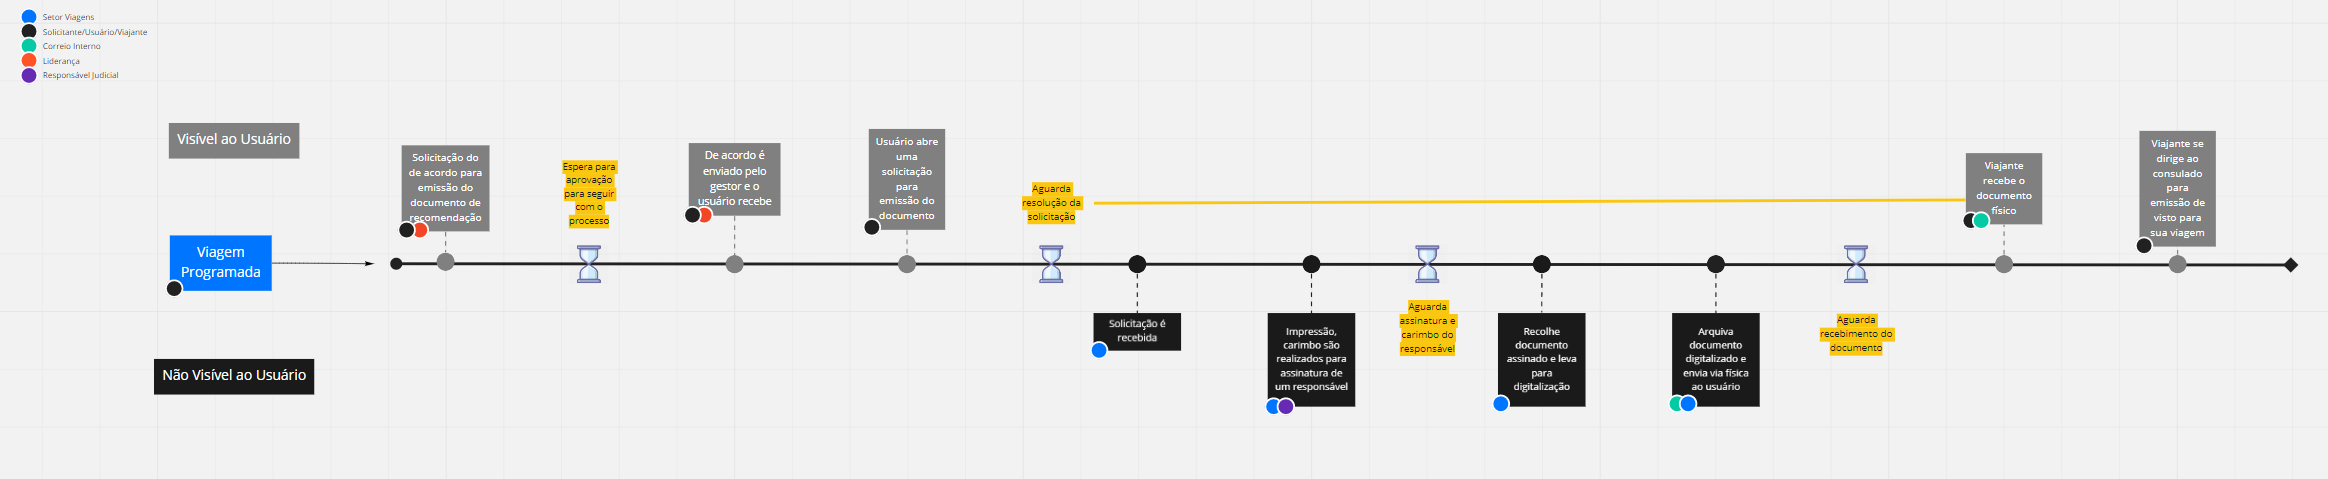 Setor Viagens
Solicitante/Usuário/Viajante
Correio Interno
Liderança
Responsável Judicial
Visível ao Usuário
Viagem
Programada
Não Visível ao Usuário
Solicitação do
de acordo para
emissão do
documento de
recomendação
Espera para
aprovação
para seguir
com o
processo
De acordo é
enviado pelo
gestor e o
usuário recebe
Usuário abre
uma
solicitação
para
emissão do
documento
Aguarda
resolução da
solicitação
Solicitação é
recebida
Impressão,
carimbo são
realizados para
assinatura de
um responsável
Aguarda
assinatura e
carimbo do
responsável
Recolhe
documento
assinado e leva
para
digitalização
Arquiva
documento
digitalizado e
envia via física
ao usuário
Aguarda
recebimento do
documento
Viajante
recebe o
documento
físico
Viajante se
dirige ao
consulado
para
emissão de
visto para
sua viagem